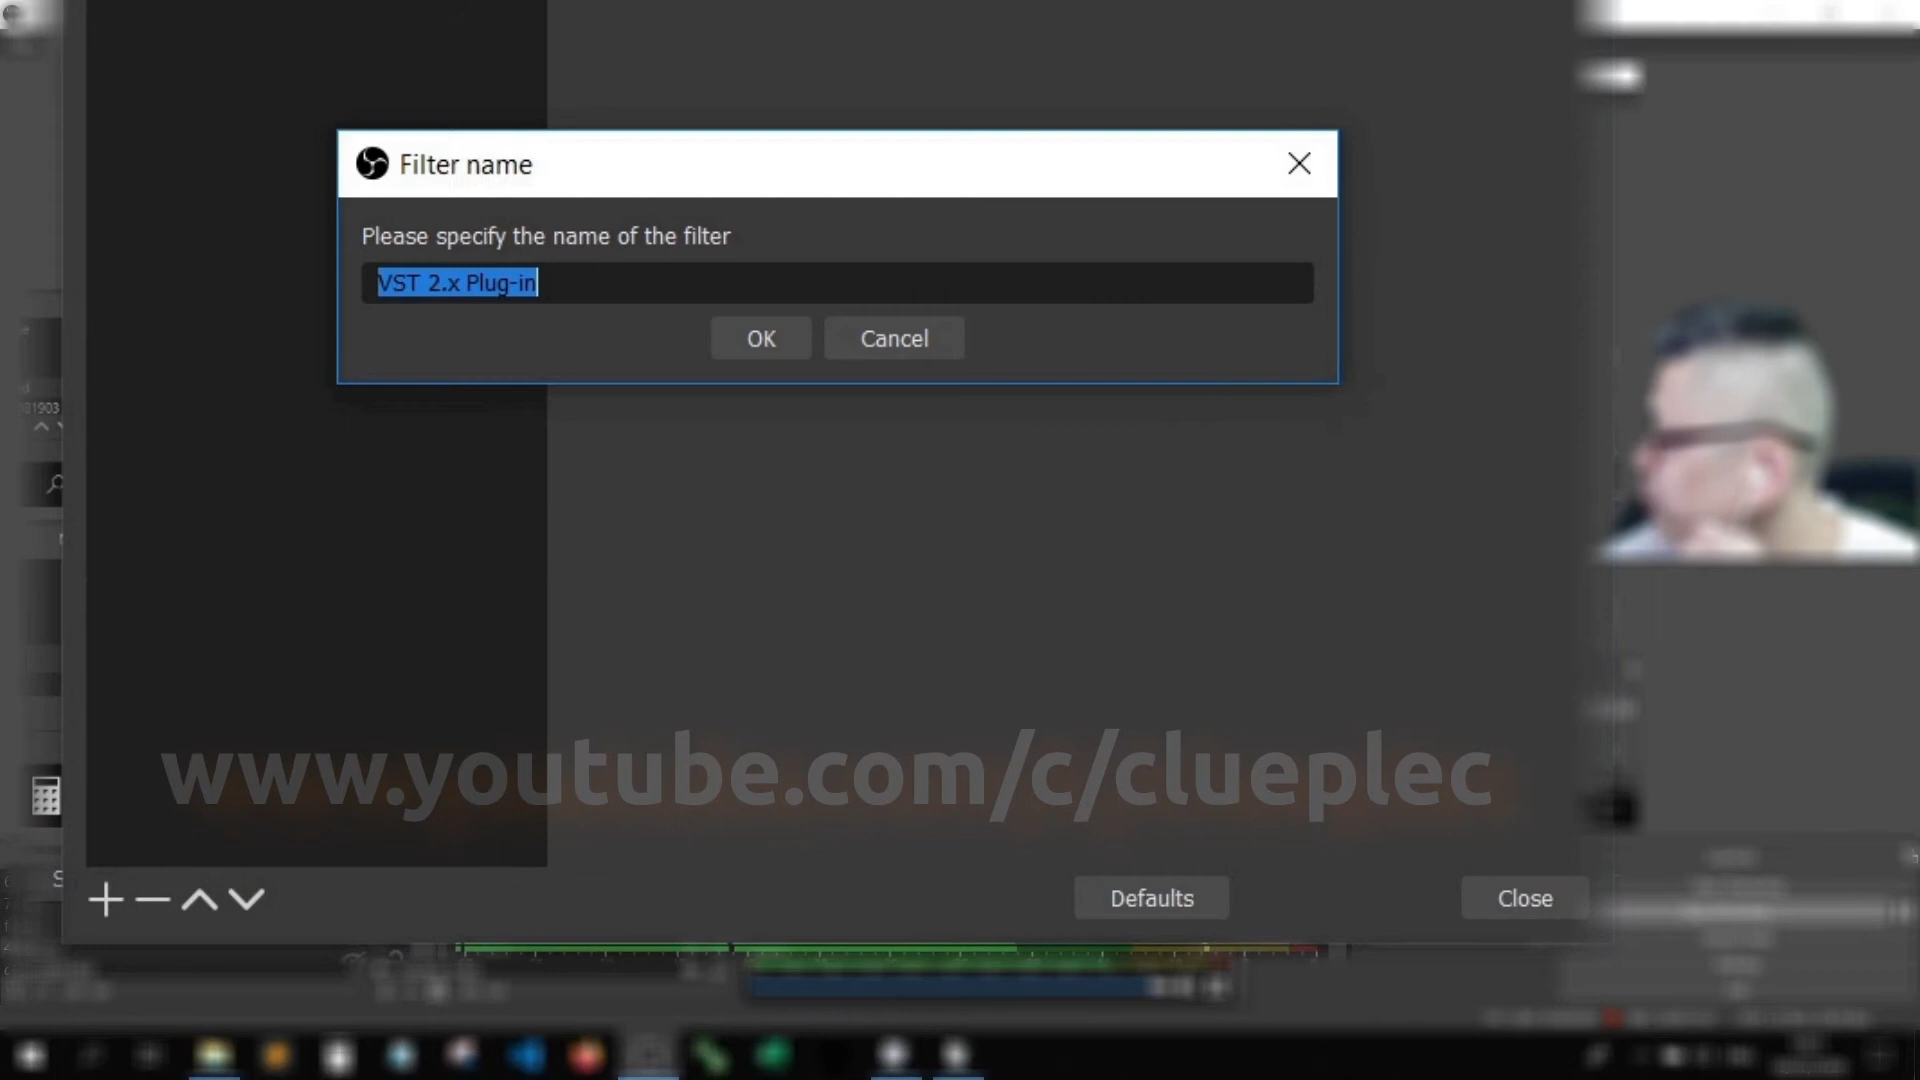 Filter name
Please specify the name of the filter
VST 2.x Plug-in
OK Cancel
81903
www.youtube.com/c/clueplec
Defaults Close